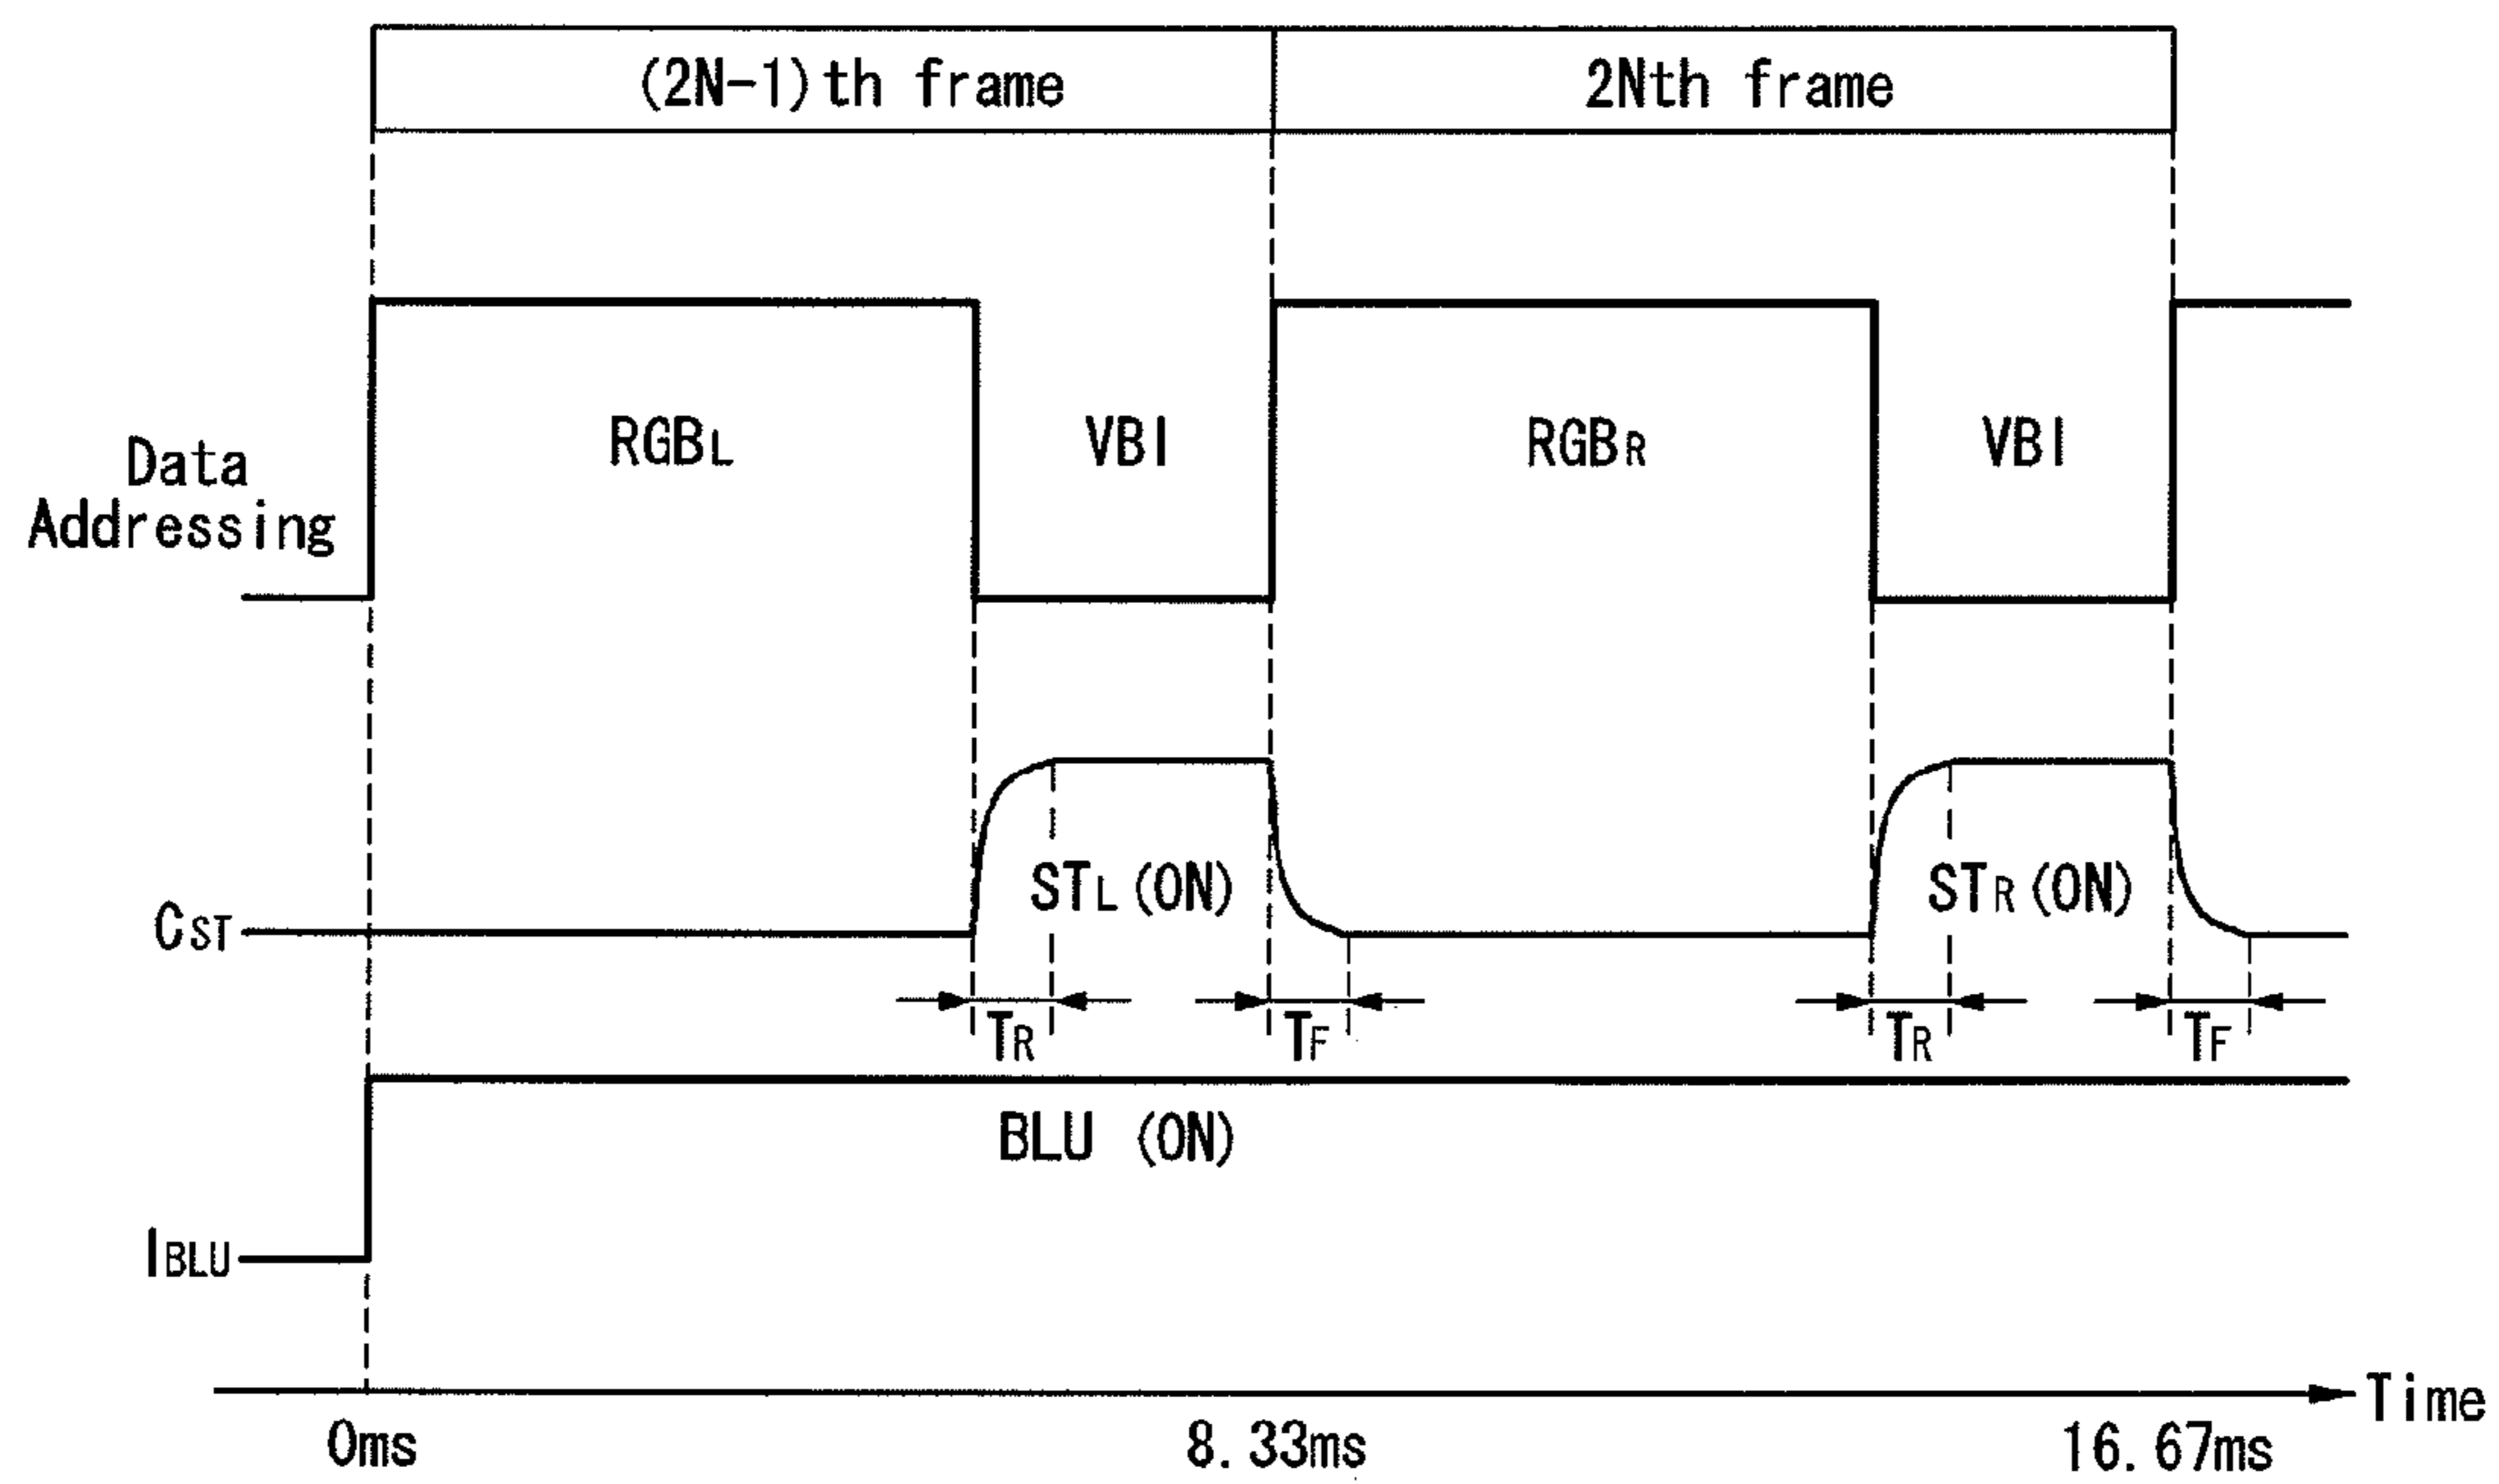 (2N-1)th frame
2Nth frame
Data
Addressing
RGBL
VBI
RGBR
VBI
CST
STL(ON)
STR(ON)
TR
TF
TR
TF
IBLU
BLU (ON)
Time
0ms
8.33ms
16.67ms